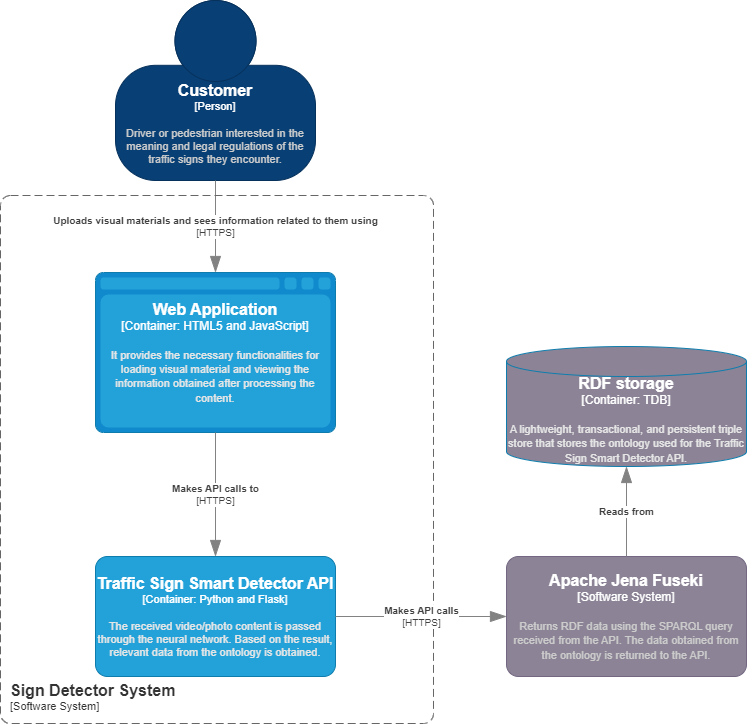 Customer
[Person]
Driver or pedestrian interested in the
meaning and legal regulations of the
traffic signs they encounter.
Uploads visual materials and sees information related to them using
[HTTPS]
Web Application
[Container: HTML5 and JavaScript]
It provides the necessary functionalities for
loading visual material and viewing the
information obtained after processing the
content.
Makes API calls to
[HTTPS]
Traffic Sign Smart Detector API
[Container: Python and Flask]
The received video/photo content is passed
through the neural network. Based on the result,
relevant data from the ontology is obtained.
Sign Detector System
[Software System]
Makes API calls
[HTTPS]
RDF storage
[Container: TDB]
A lightweight, transactional, and persistent triple
store that stores the ontology used for the Traffic
Sign Smart Detector API.
Reads from
Apache Jena Fuseki
[Software System]
Returns RDF data using the SPARQL query
received from the API. The data obtained from
the ontology is returned to the API.